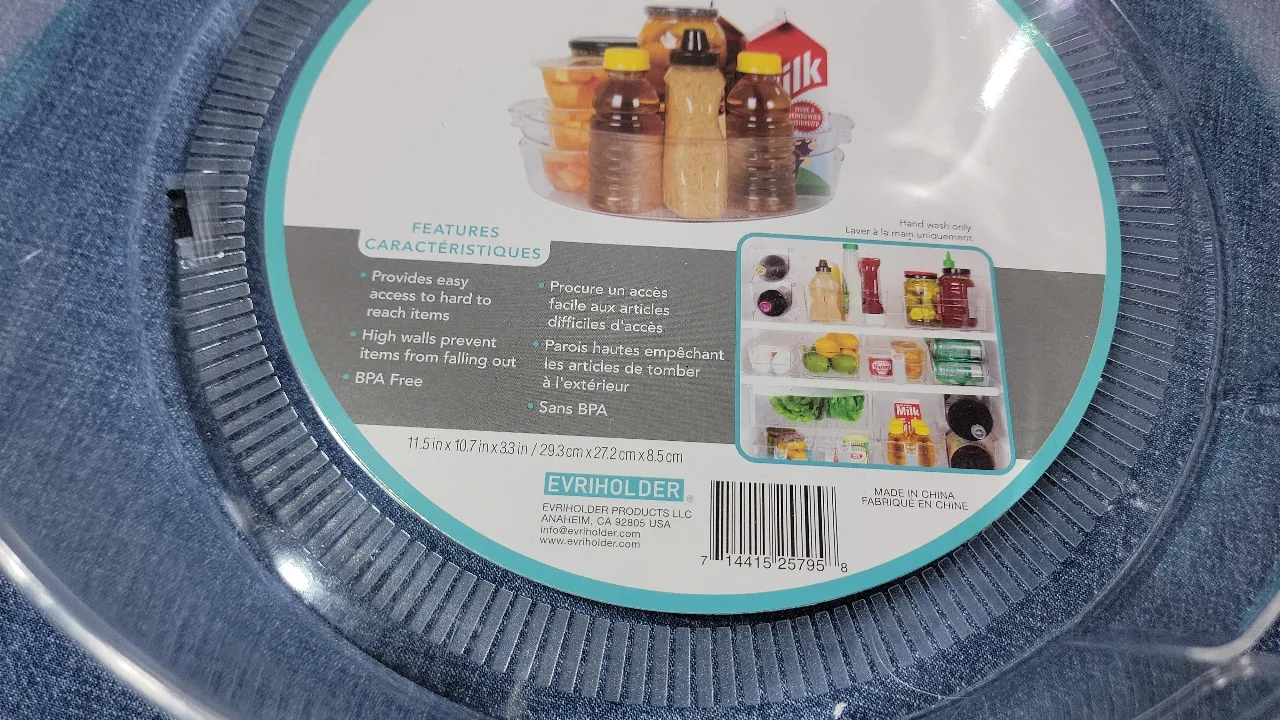 Milk
Hand wash only
Laver à la main uniquement
FEATURES
CARACTÉRISTIQUES
• Provides easy
access to hard to
reach items
• High walls prevent
items from falling out
• BPA Free
• Procure un accès
facile aux articles
difficiles d'accès
• Parois hautes empêchant
les articles de tomber
à l'extérieur
• Sans BPA
Milk
11.5 in x 10.7 in x 3.3 in / 29.3 cm x 27.2 cm x 8.5 cm
EVRIHOLDER®
EVRIHOLDER PRODUCTS LLC
ANAHEIM, CA 92805 USA
info@evriholder.com
www.evriholder.com
7 14415 25795 8
MADE IN CHINA
FABRIQUÉ EN CHINE